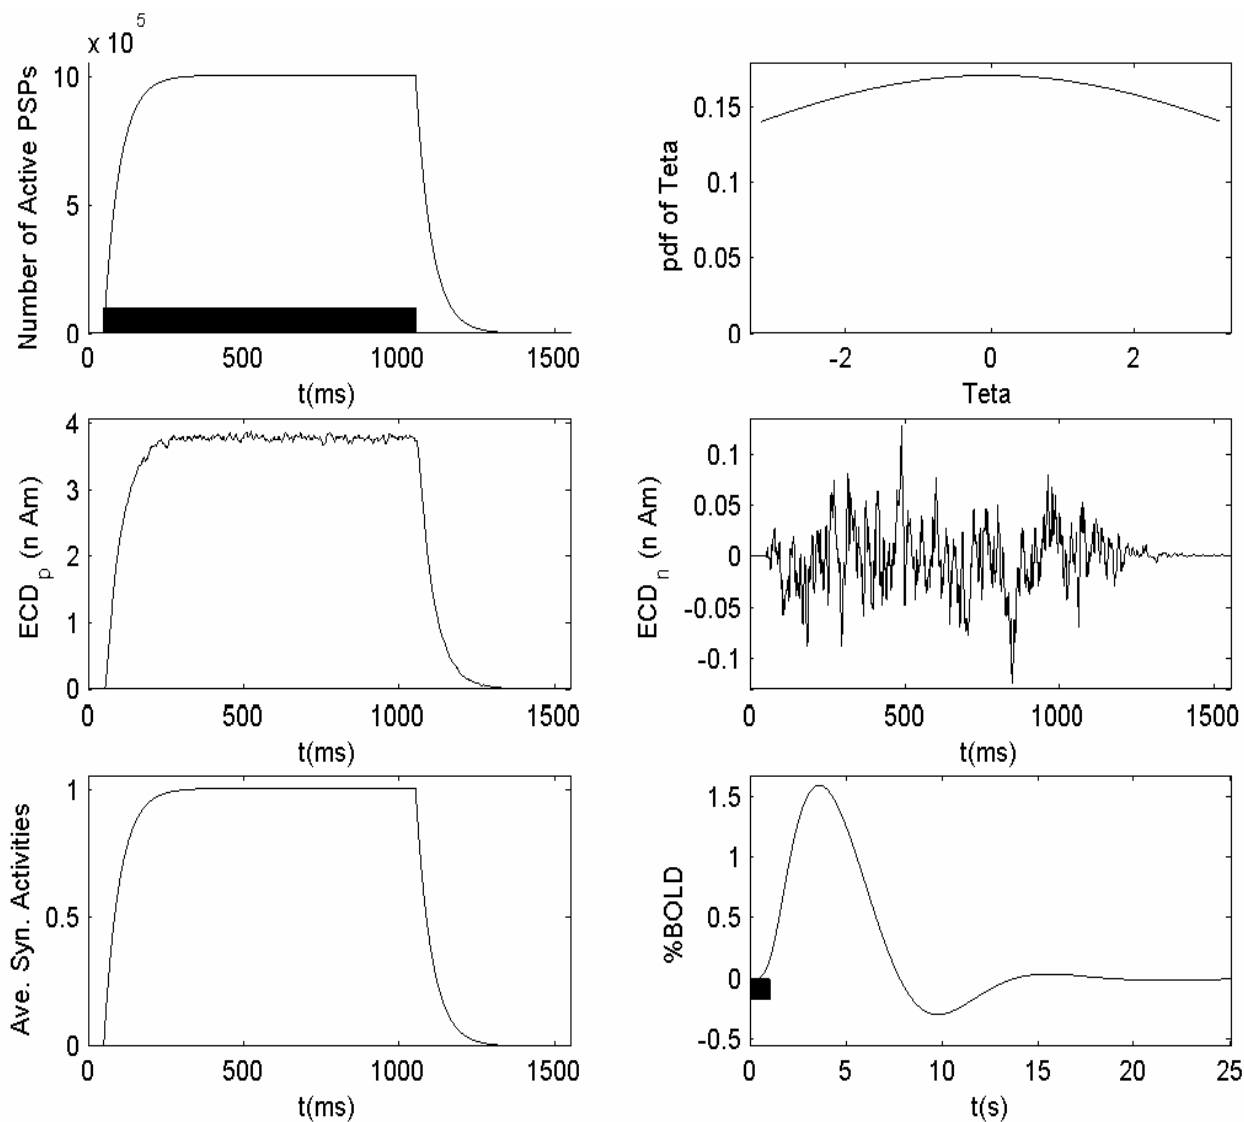 x 10^5
Number of Active PSPs
10
5
0
0 500 1000 1500
t(ms)
pdf of Teta
0.15
0.1
0.05
0
-2 0 2
Teta
ECD_p (n Am)
4
3
2
1
0
0 500 1000 1500
t(ms)
ECD_n (n Am)
0.1
0.05
0
-0.05
-0.1
0 500 1000 1500
t(ms)
Ave. Syn. Activities
1
0.5
0
0 500 1000 1500
t(ms)
%BOLD
1.5
1
0.5
0
-0.5
0 5 10 15 20 25
t(s)